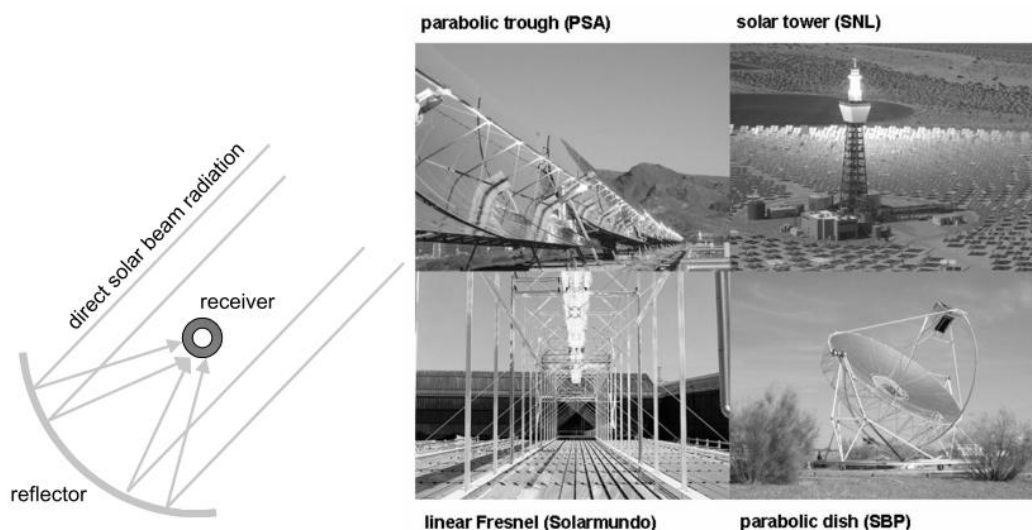 parabolic trough (PSA)
solar tower (SNL)
direct solar beam radiation
receiver
reflector
linear Fresnel (Solarmundo)
parabolic dish (SBP)